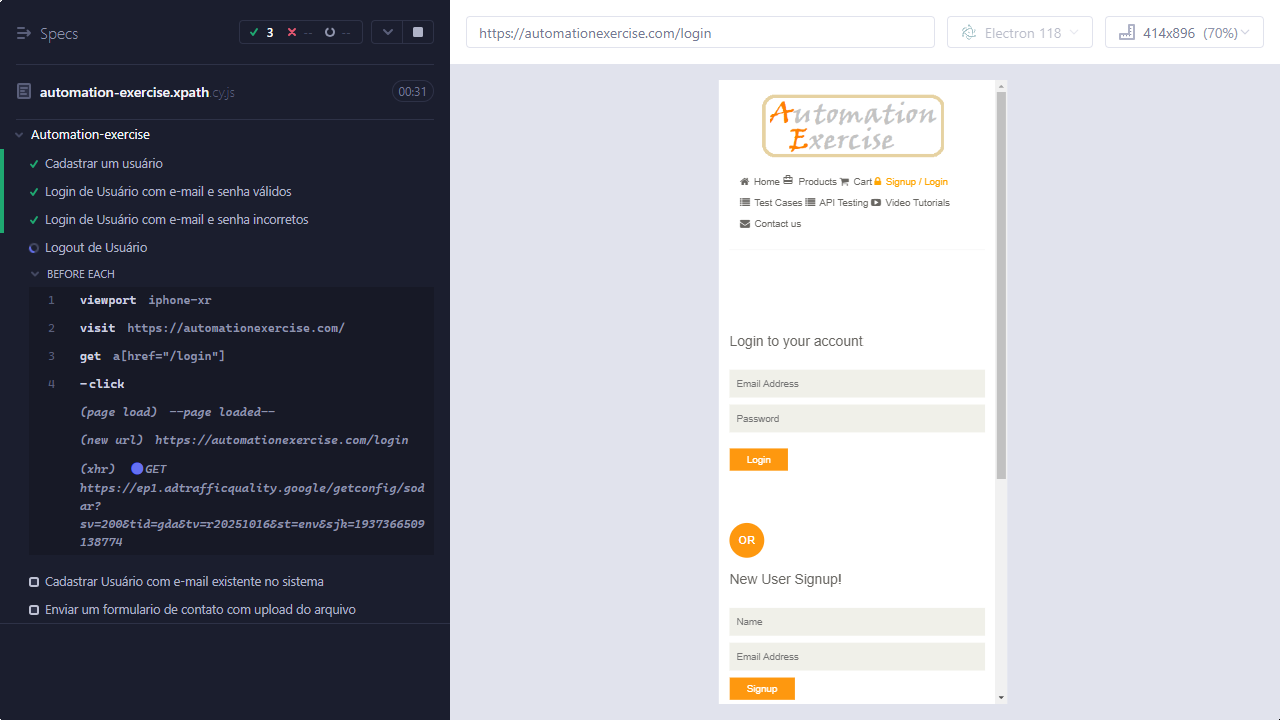 Specs
3 -- --
automation-exercise.xpath.cy.js
00:31
Automation-exercise
Cadastrar um usuário
Login de Usuário com e-mail e senha válidos
Login de Usuário com e-mail e senha incorretos
Logout de Usuário
BEFORE EACH
1 viewport iphone-xr
2 visit https://automationexercise.com/
3 get a[href="/login"]
4 -click
(page load) --page loaded--
(new url) https://automationexercise.com/login
(xhr) GET
https://ep1.adtrafficquality.google/getconfig/sod
ar?
sv=200&tid=gda&tv=r20251016&st=env&sjk=1937366509
138774
Cadastrar Usuário com e-mail existente no sistema
Enviar um formulario de contato com upload do arquivo
https://automationexercise.com/login
Electron 118
414x896 (70%)
Automation
Exercise
Home Products Cart Signup / Login
Test Cases API Testing Video Tutorials
Contact us
Login to your account
Email Address
Password
Login
OR
New User Signup!
Name
Email Address
Signup